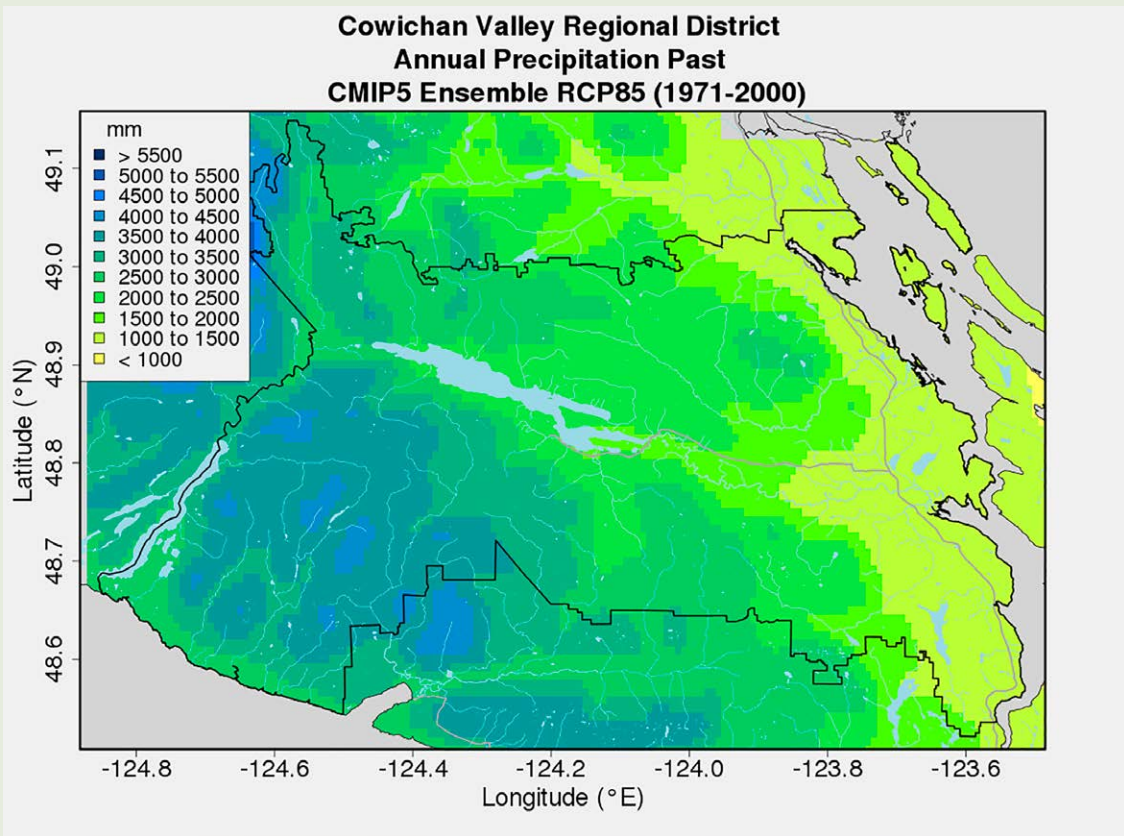 Cowichan Valley Regional District
Annual Precipitation Past
CMIP5 Ensemble RCP85 (1971-2000)
mm
> 5500
5000 to 5500
4500 to 5000
4000 to 4500
3500 to 4000
3000 to 3500
2500 to 3000
2000 to 2500
1500 to 2000
1000 to 1500
< 1000
Latitude (°N)
49.1
49.0
48.9
48.8
48.7
48.6
-124.8 -124.6 -124.4 -124.2 -124.0 -123.8 -123.6
Longitude (°E)